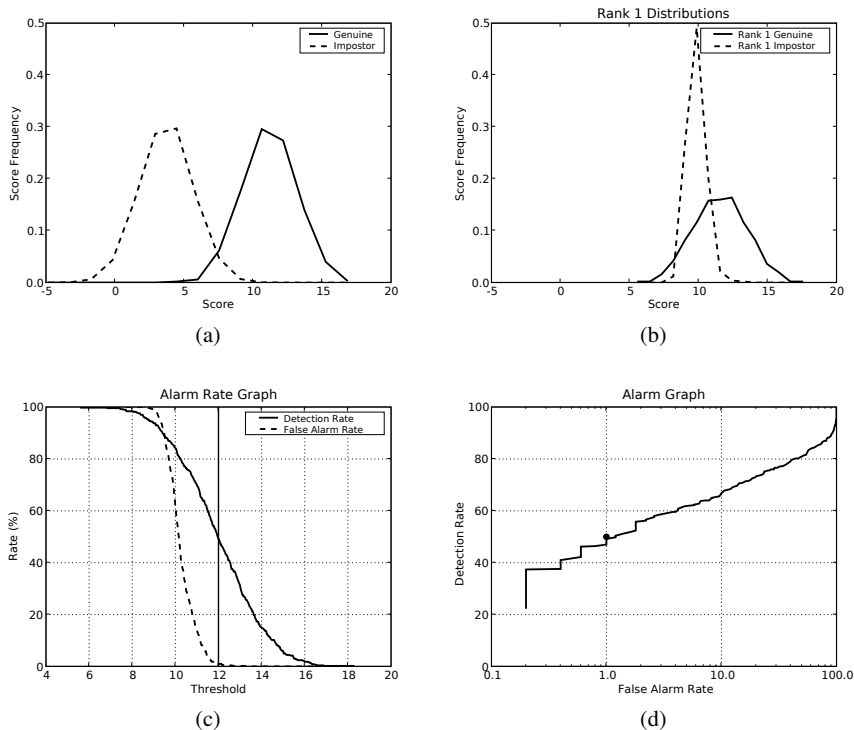 0.5
0.4
0.3
0.2
0.1
0.0
Score Frequency
-5 0 5 10 15 20
Score
Genuine
Impostor
(a)
Rank 1 Distributions
0.5
0.4
0.3
0.2
0.1
0.0
Score Frequency
-5 0 5 10 15 20
Score
Rank 1 Genuine
Rank 1 Impostor
(b)
Alarm Rate Graph
100
80
60
40
20
0
Rate (%)
4 6 8 10 12 14 16 18 20
Threshold
Detection Rate
False Alarm Rate
(c)
Alarm Graph
100
80
60
40
20
0
Detection Rate
0.1 1.0 10.0 100.0
False Alarm Rate
(d)